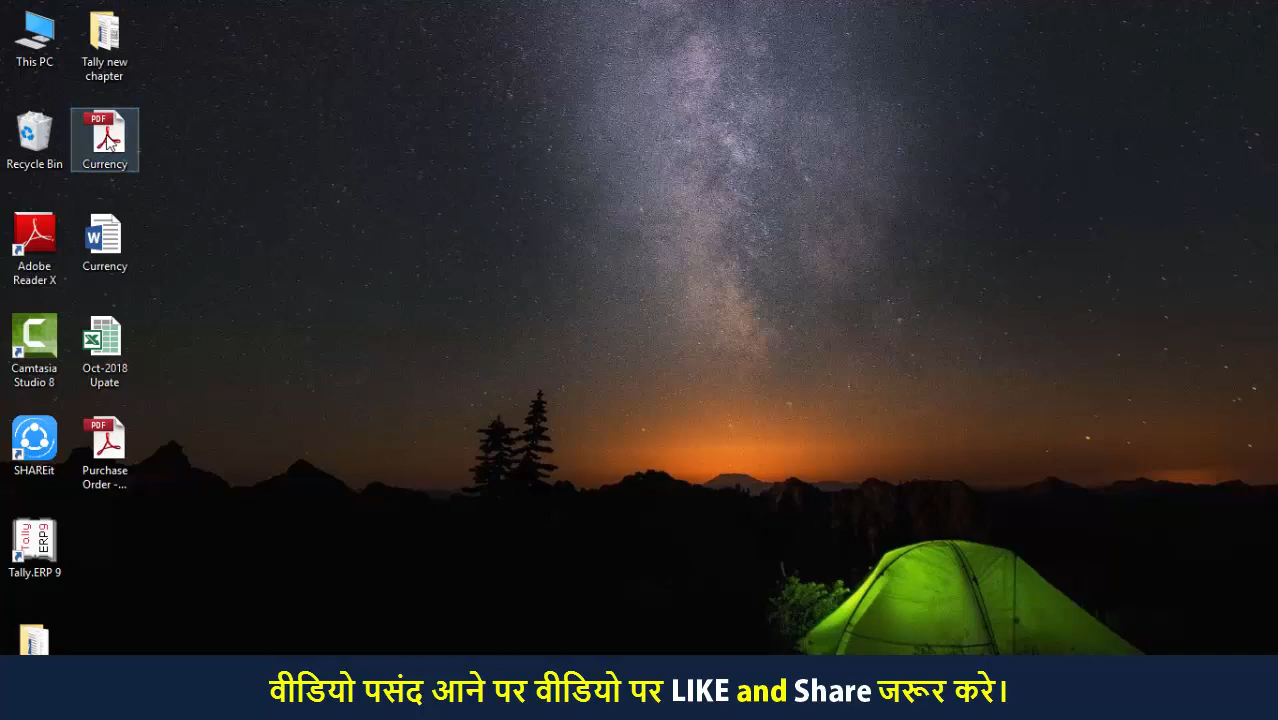 This PC
Tally new
chapter
Recycle Bin
PDF
Currency
Adobe
Reader X
W
Currency
Camtasia
Studio 8
X
Oct-2018
Upate
SHAREit
PDF
Purchase
Order -...
Tally
ERP9
Tally.ERP 9
वीडियो पसंद आने पर वीडियो पर LIKE and Share जरूर करे।